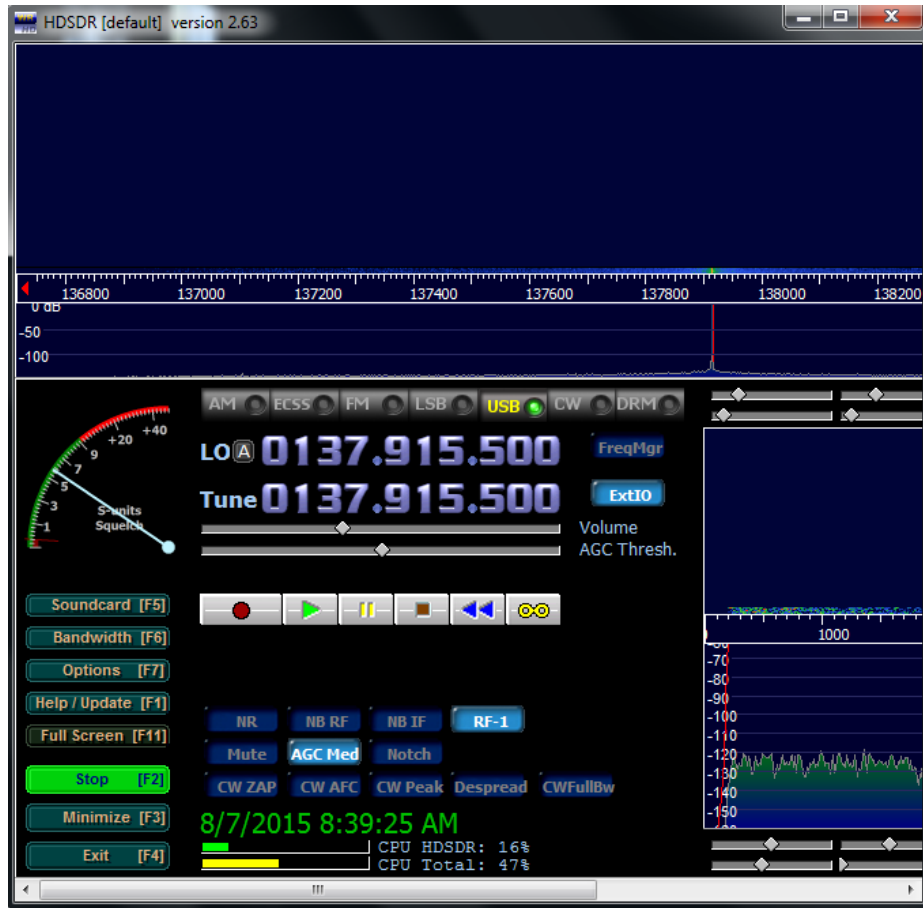 HDSDR [default] version 2.63
136800 137000 137200 137400 137600 137800 138000 138200
0 dB
-50
-100
AM ECSS FM LSB USB CW DRM
+40
+20
9
7
5
3
1
S-units
Squelch
LO A 0137.915.500 FreqMgr
Tune 0137.915.500 ExtIO
Volume
AGC Thresh.
Soundcard [F5]
Bandwidth [F6]
Options [F7]
Help / Update [F1]
Full Screen [F11]
Stop [F2]
Minimize [F3]
Exit [F4]
NR NB RF NB IF RF-1
Mute AGC Med Notch
CW ZAP CW AFC CW Peak Despread CWFullBw
8/7/2015 8:39:25 AM
CPU HDSDR: 16%
CPU Total: 47%
1000
-70
-80
-90
-100
-110
-120
-130
-140
-150